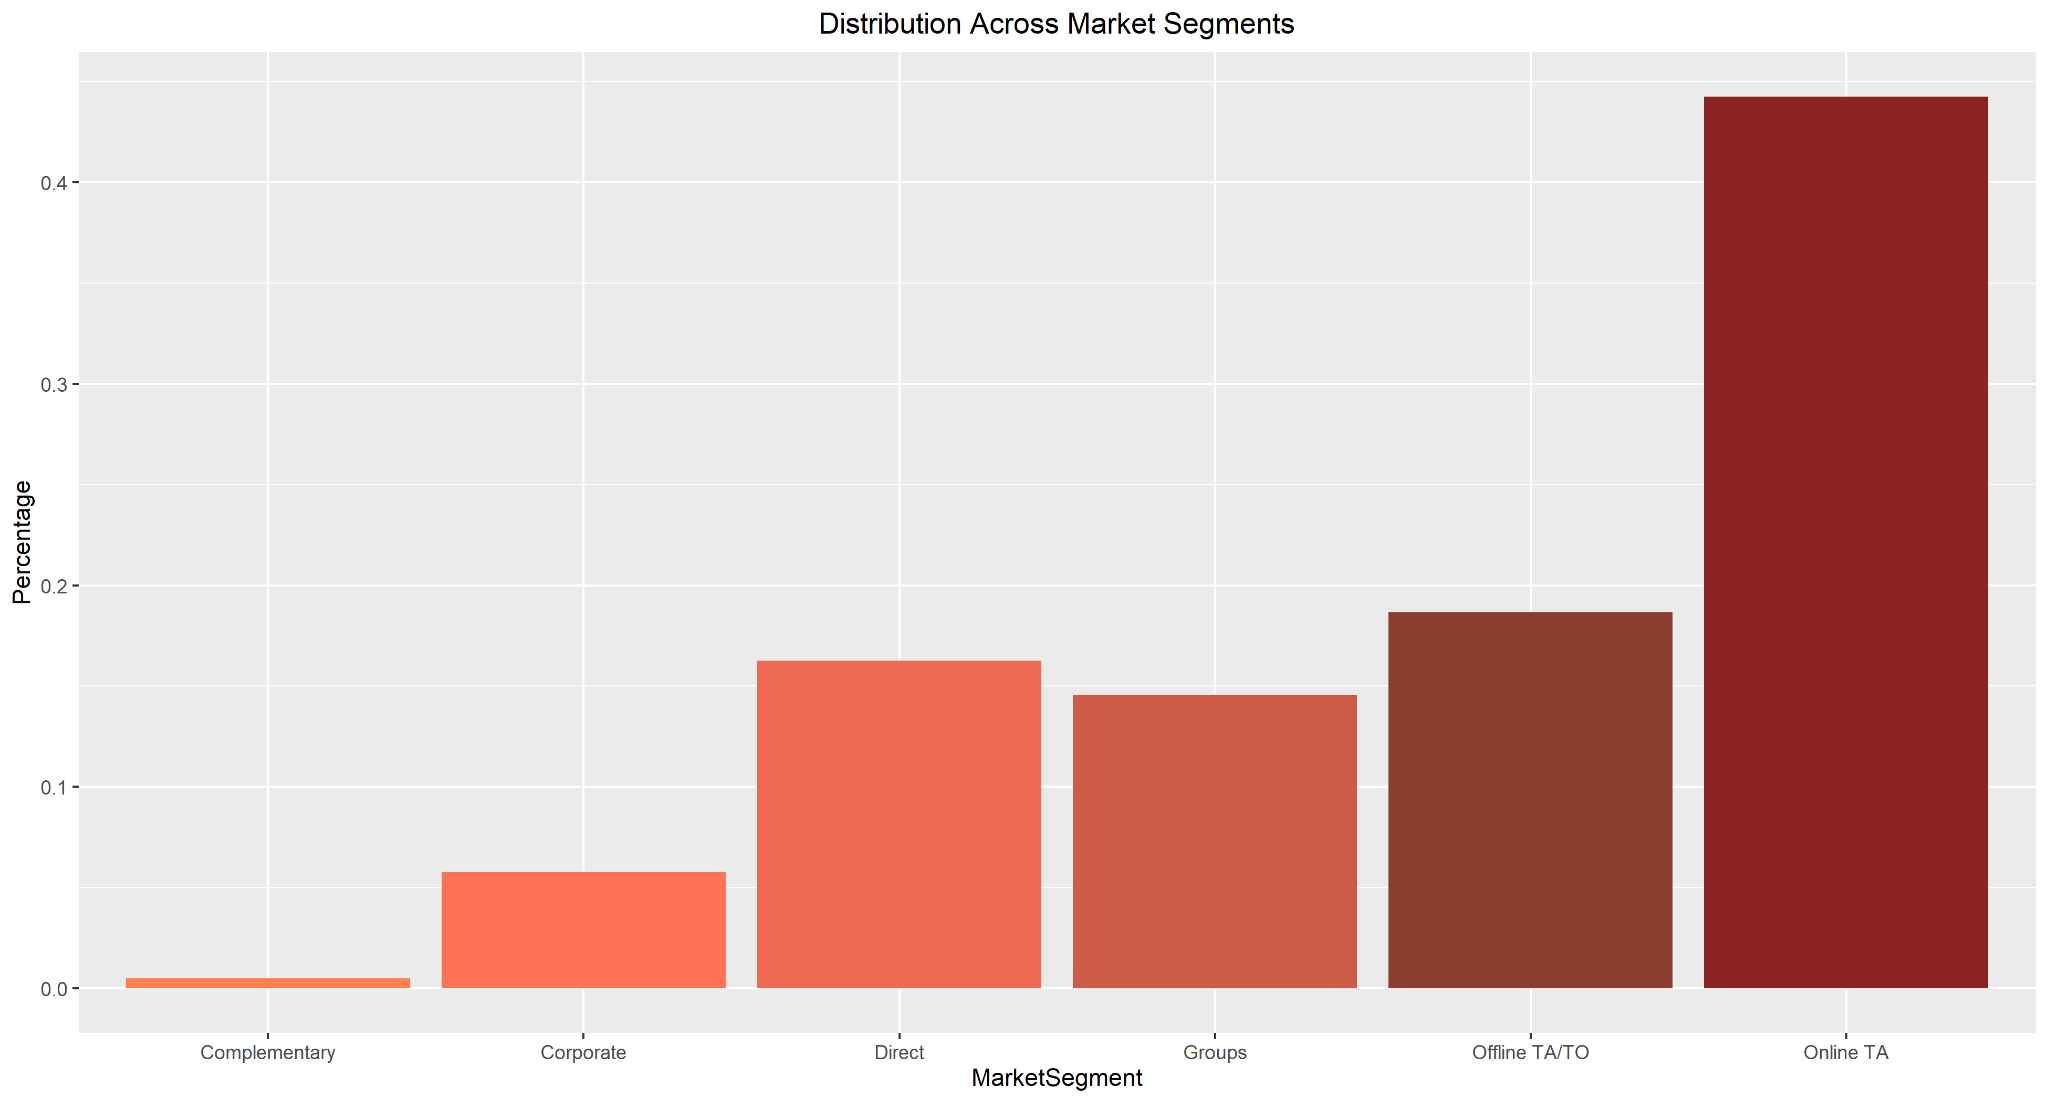 Distribution Across Market Segments
Percentage
0.4
0.3
0.2
0.1
0.0
Complementary Corporate Direct Groups Offline TA/TO Online TA
MarketSegment